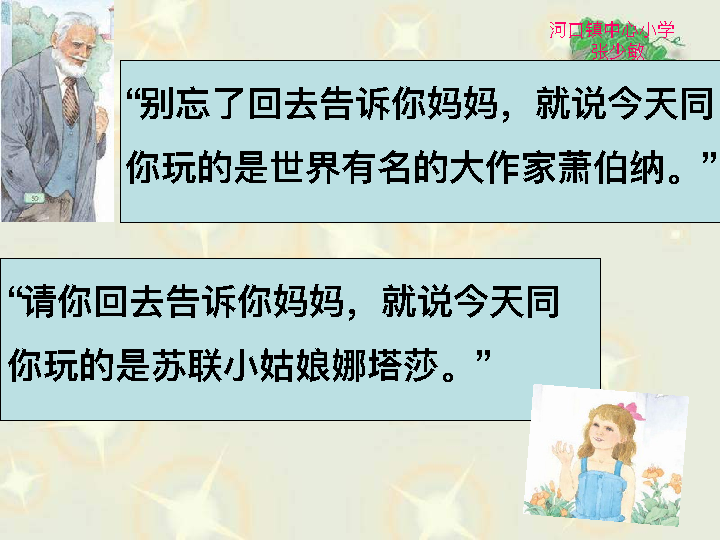 河口镇中心小学
张少敏
“别忘了回去告诉你妈妈，就说今天同
你玩的是世界有名的大作家萧伯纳。”
“请你回去告诉你妈妈，就说今天同
你玩的是苏联小姑娘娜塔莎。”
50